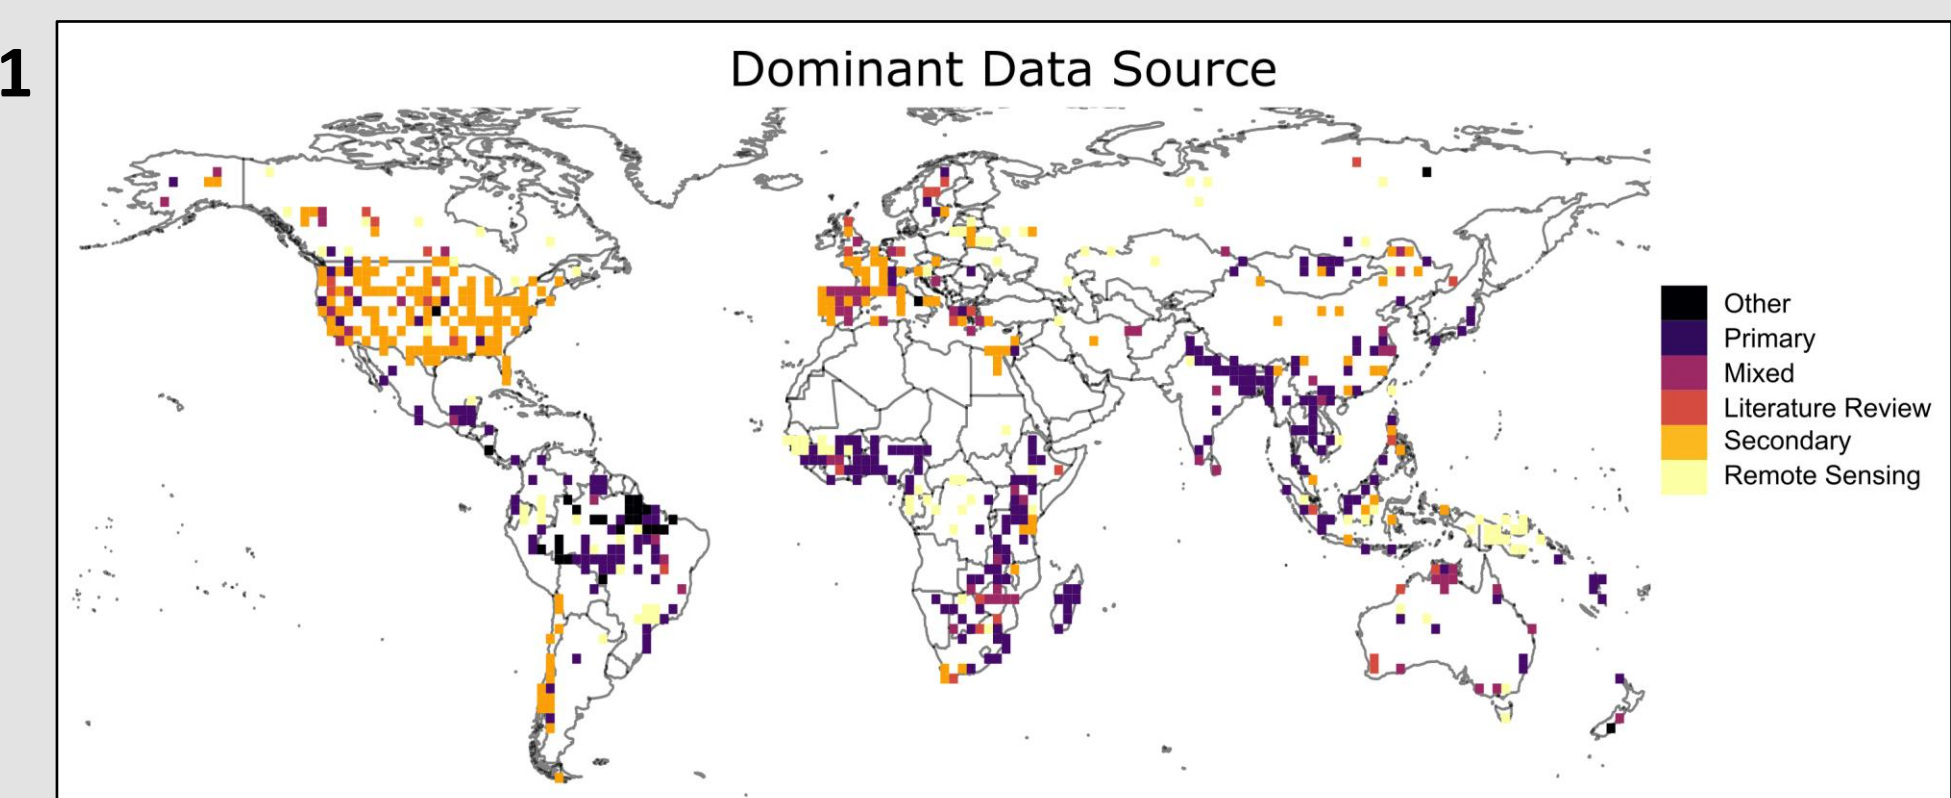 1
Dominant Data Source
Other
Primary
Mixed
Literature Review
Secondary
Remote Sensing